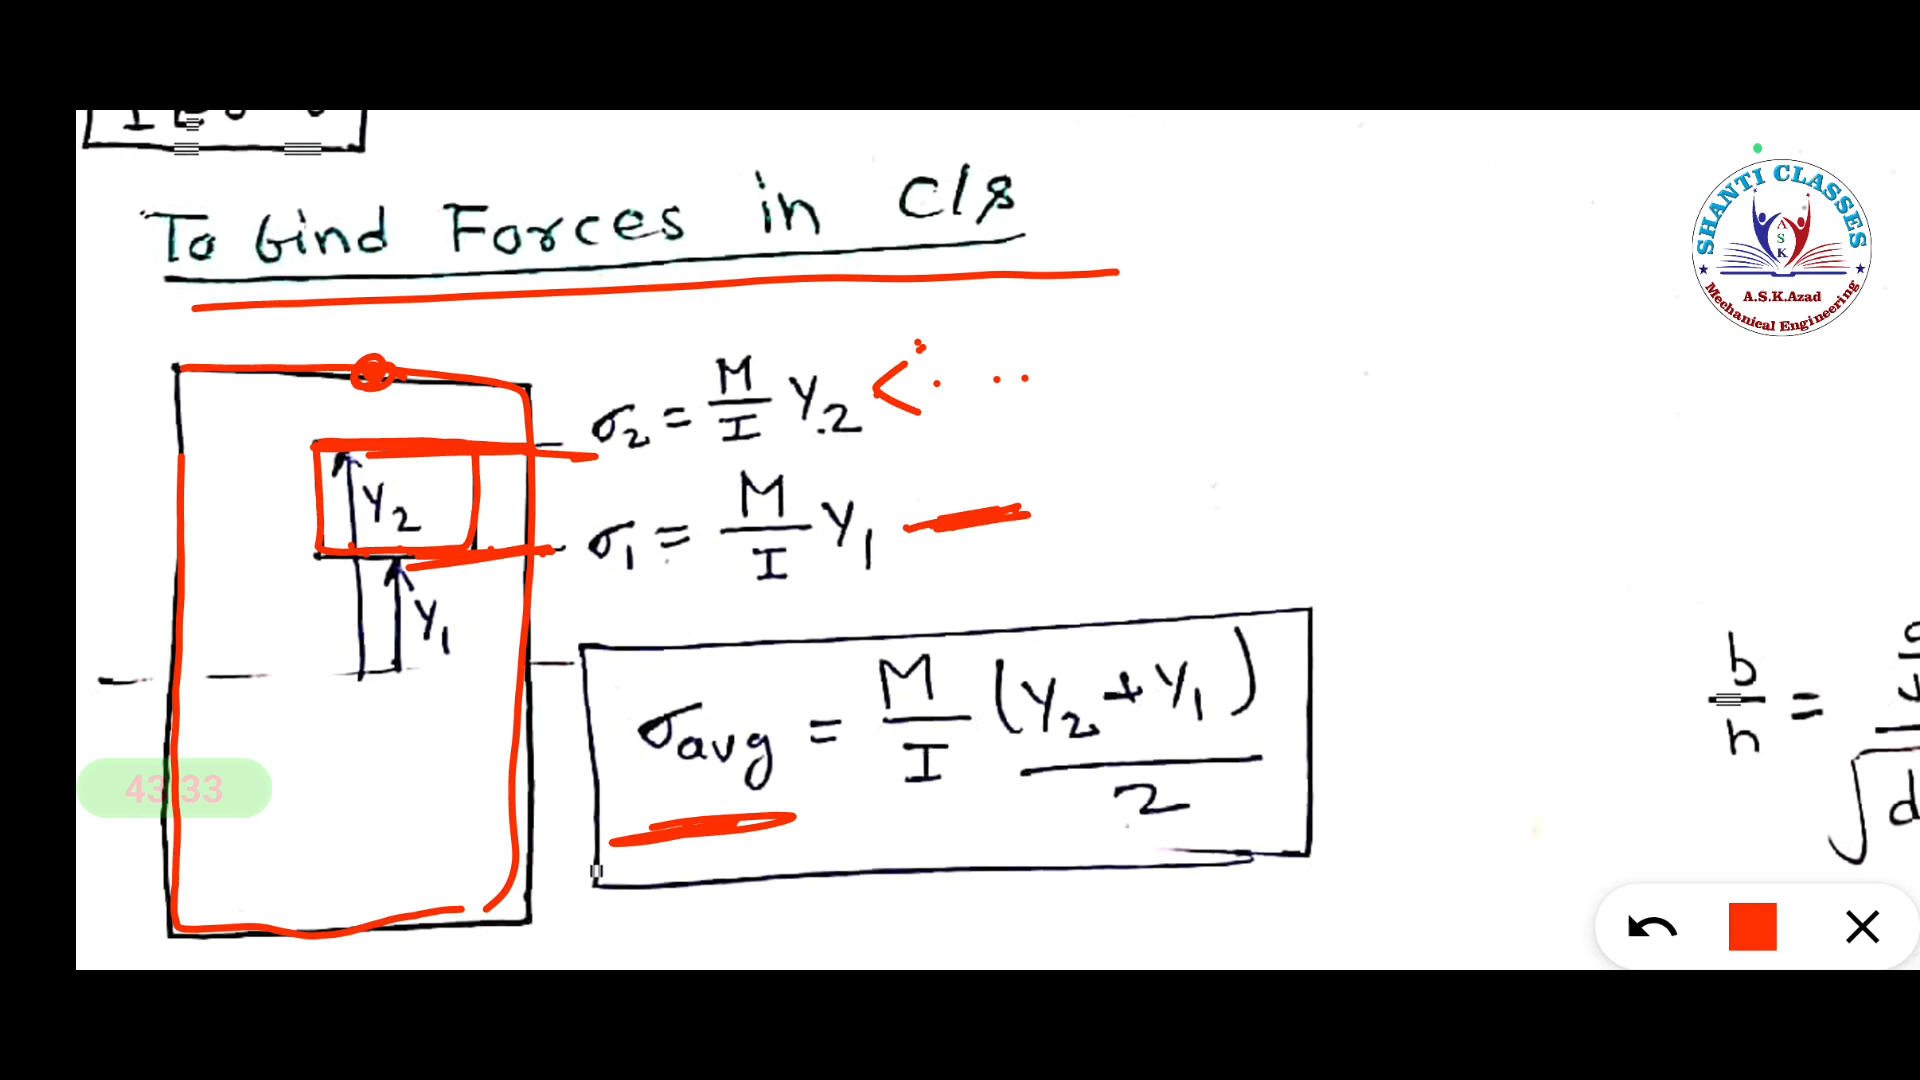 To find Forces in C/s
σ2 = M/I Y2
Y2
σ1 = M/I Y1
Y1
σavg = M/I (Y2 + Y1)/2
b/h =
d
43:33
SHANTI CLASSES
A
S
K
A.S.K.Azad
Mechanical Engineering